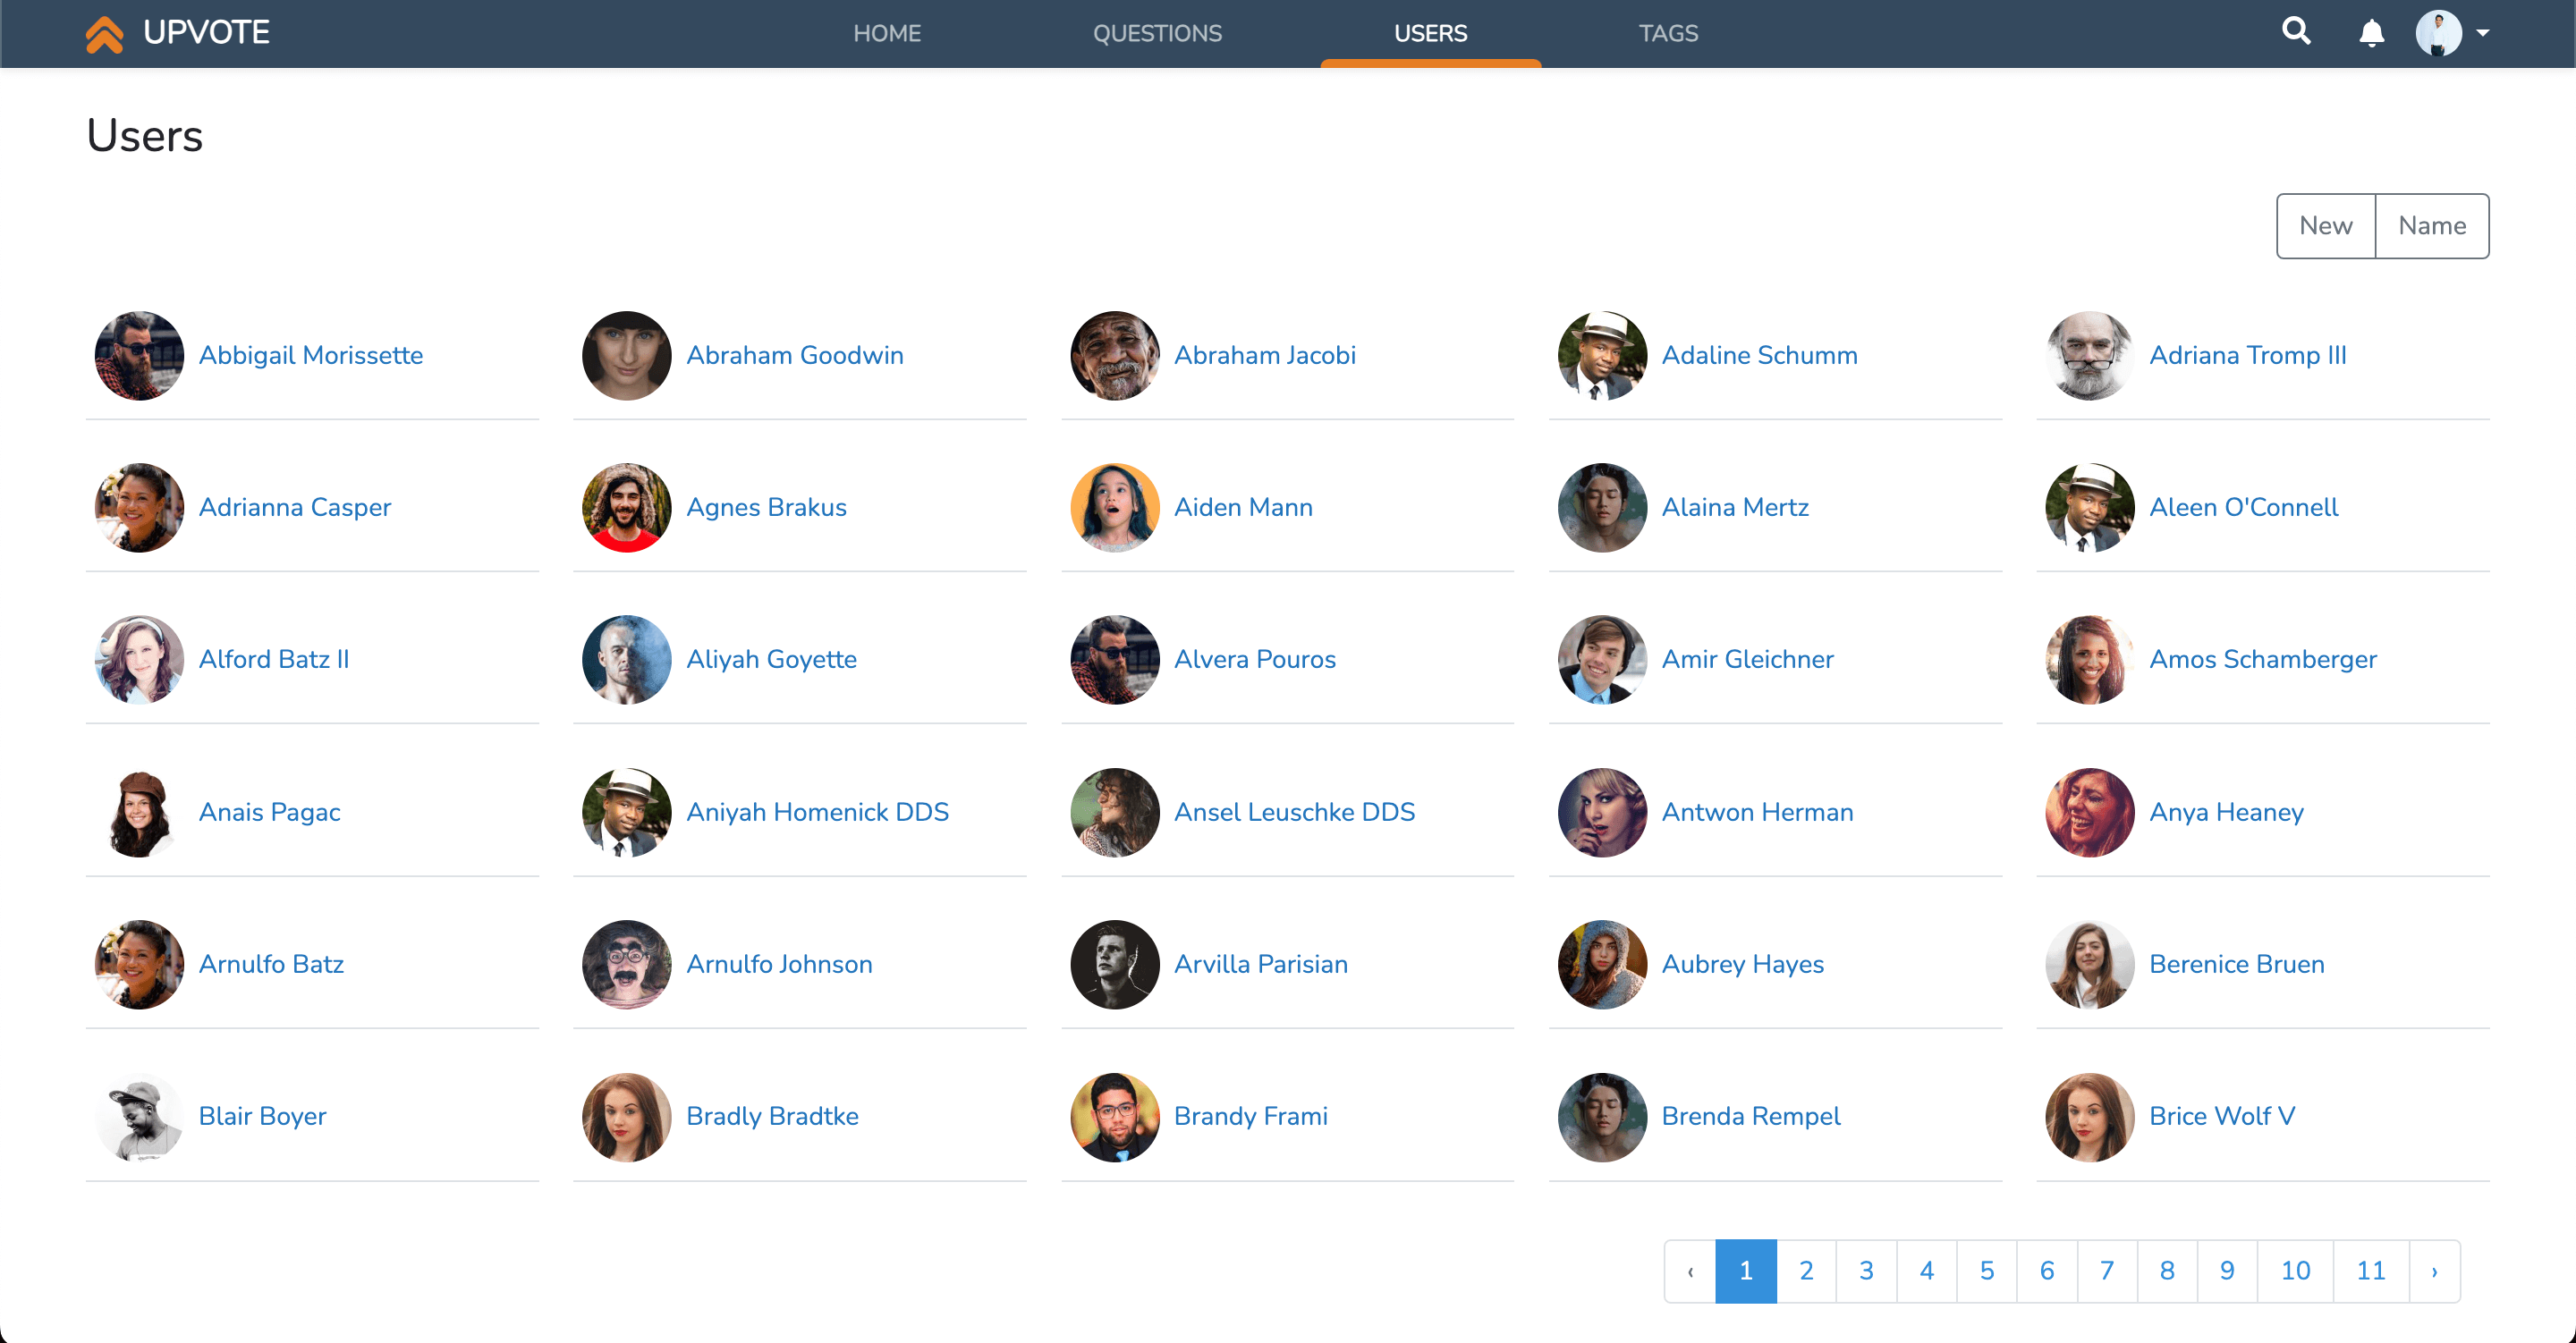 UPVOTE HOME QUESTIONS USERS TAGS
Users
New Name
Abbigail Morissette Abraham Goodwin Abraham Jacobi Adaline Schumm Adriana Tromp III
Adrianna Casper Agnes Brakus Aiden Mann Alaina Mertz Aleen O'Connell
Alford Batz II Aliyah Goyette Alvera Pouros Amir Gleichner Amos Schamberger
Anais Pagac Aniyah Homenick DDS Ansel Leuschke DDS Antwon Herman Anya Heaney
Arnulfo Batz Arnulfo Johnson Arvilla Parisian Aubrey Hayes Berenice Bruen
Blair Boyer Bradly Bradtke Brandy Frami Brenda Rempel Brice Wolf V
‹ 1 2 3 4 5 6 7 8 9 10 11 ›